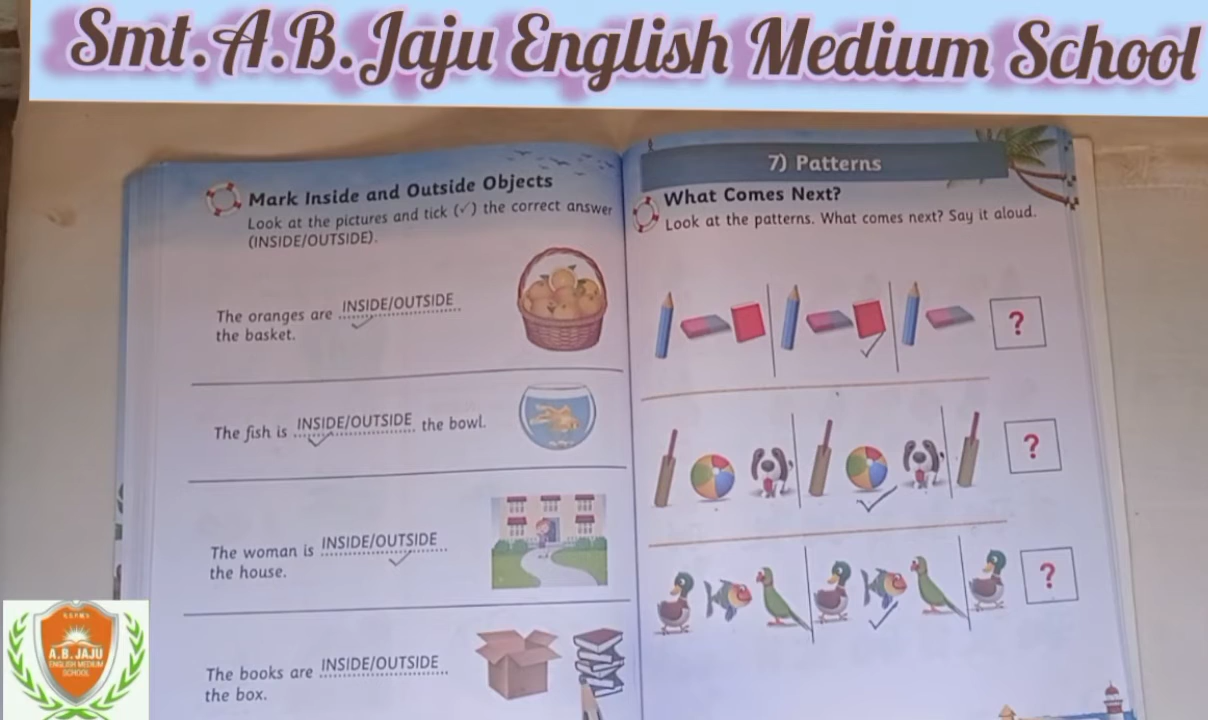 Smt.A.B.Jaju English Medium School
Mark Inside and Outside Objects
Look at the pictures and tick (✓) the correct answer
(INSIDE/OUTSIDE).
The oranges are INSIDE/OUTSIDE
the basket.
The fish is INSIDE/OUTSIDE the bowl.
The woman is INSIDE/OUTSIDE
the house.
The books are INSIDE/OUTSIDE
the box.
7) Patterns
What Comes Next?
Look at the patterns. What comes next? Say it aloud.
?
?
?
A.B.JAJU
ENGLISH MEDIUM
SCHOOL